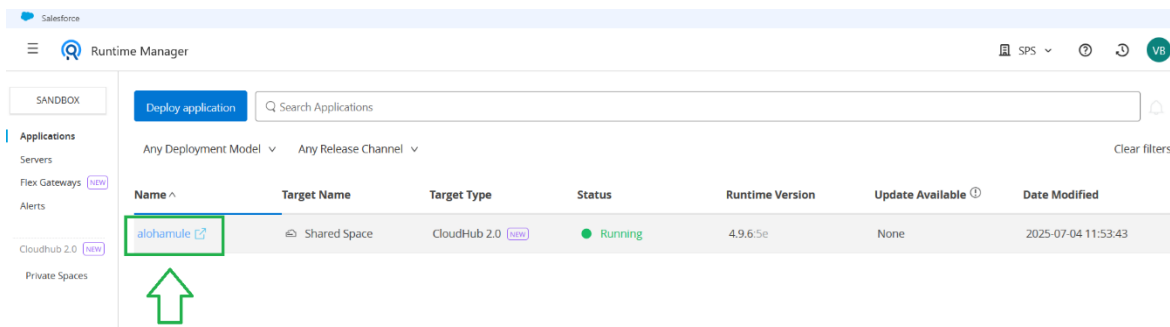 Salesforce
Runtime Manager
SPS
VB
SANDBOX
Deploy application
Search Applications
Applications
Servers
Flex Gateways NEW
Alerts
Cloudhub 2.0 NEW
Private Spaces
Any Deployment Model
Any Release Channel
Clear filters
Name Target Name Target Type Status Runtime Version Update Available Date Modified
alohamule Shared Space CloudHub 2.0 NEW Running 4.9.6:5e None 2025-07-04 11:53:43